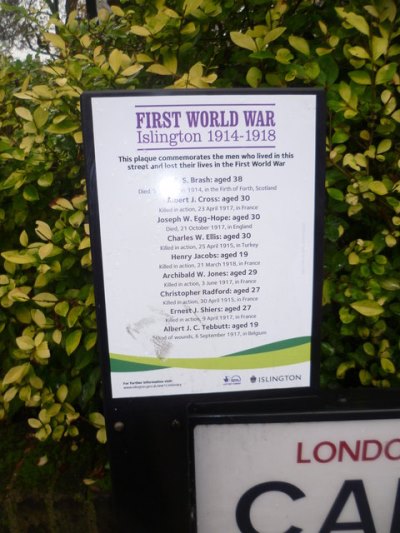 FIRST WORLD WAR
Islington 1914-1918
This plaque commemorates the men who lived in this
street and lost their lives in the First World War
S. Brash: aged 38
Died, 1914, in the Firth of Forth, Scotland
Albert J. Cross: aged 30
Killed in action, 23 April 1917, in France
Joseph W. Egg-Hope: aged 30
Died, 21 October 1917, in England
Charles W. Ellis: aged 30
Killed in action, 25 April 1915, in Turkey
Henry Jacobs: aged 19
Killed in action, 21 March 1918, in France
Archibald W. Jones: aged 29
Killed in action, 3 June 1917, in France
Christopher Radford: aged 27
Killed in action, 30 April 1915, in France
Ernest J. Shiers: aged 27
Killed in action, 9 April 1917, in France
Albert J. C. Tebbutt: aged 19
Died of wounds, 6 September 1917, in Belgium
For further information visit:
ISLINGTON
LONDO
CA